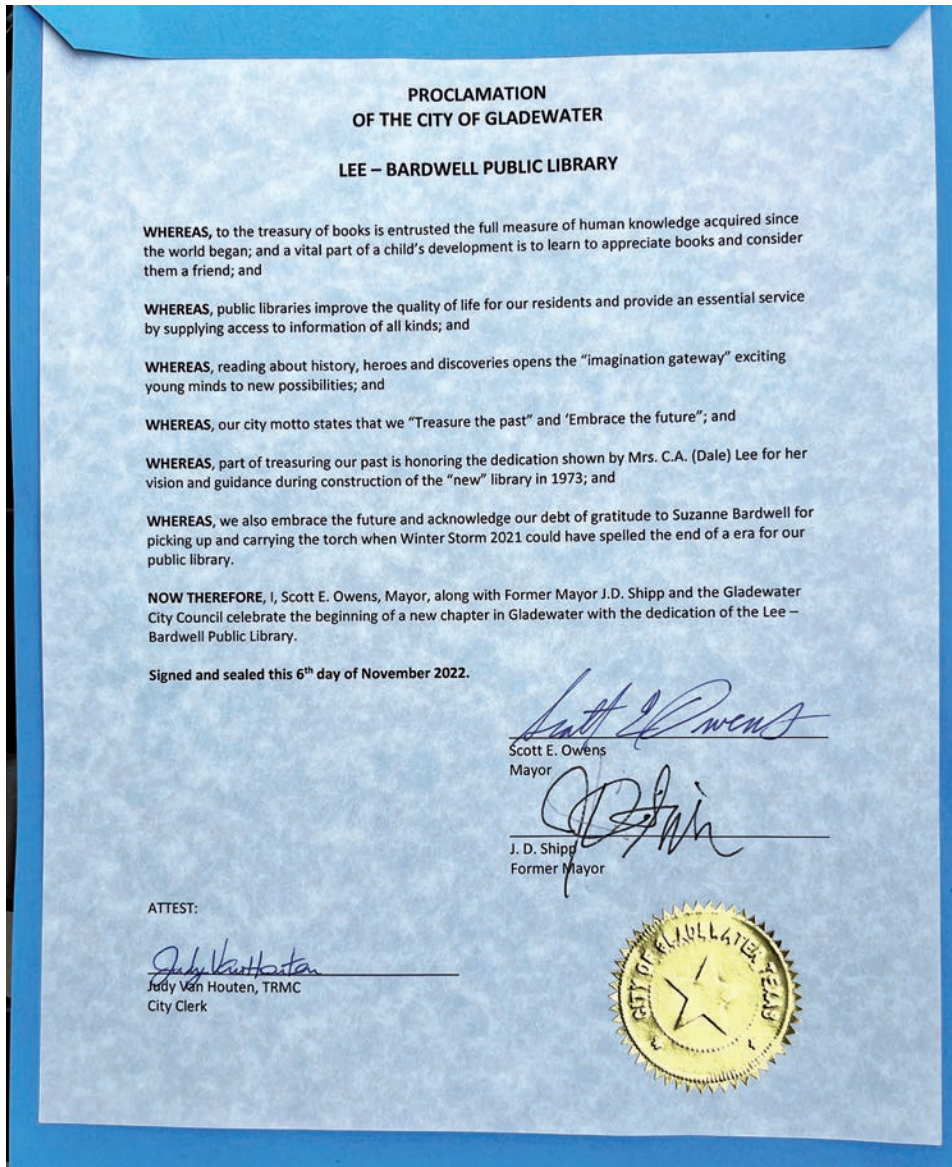 PROCLAMATION
OF THE CITY OF GLADEWATER
LEE – BARDWELL PUBLIC LIBRARY
WHEREAS, to the treasury of books is entrusted the full measure of human knowledge acquired since
the world began; and a vital part of a child's development is to learn to appreciate books and consider
them a friend; and
WHEREAS, public libraries improve the quality of life for our residents and provide an essential service
by supplying access to information of all kinds; and
WHEREAS, reading about history, heroes and discoveries opens the “imagination gateway” exciting
young minds to new possibilities; and
WHEREAS, our city motto states that we “Treasure the past” and ‘Embrace the future”; and
WHEREAS, part of treasuring our past is honoring the dedication shown by Mrs. C.A. (Dale) Lee for her
vision and guidance during construction of the “new” library in 1973; and
WHEREAS, we also embrace the future and acknowledge our debt of gratitude to Suzanne Bardwell for
picking up and carrying the torch when Winter Storm 2021 could have spelled the end of a era for our
public library.
NOW THEREFORE, I, Scott E. Owens, Mayor, along with Former Mayor J.D. Shipp and the Gladewater
City Council celebrate the beginning of a new chapter in Gladewater with the dedication of the Lee –
Bardwell Public Library.
Signed and sealed this 6th day of November 2022.
Scott E Owens
Scott E. Owens
Mayor
J. D. Shipp
Former Mayor
ATTEST:
Judy Van Houten
Judy Van Houten, TRMC
City Clerk
CITY OF GLADEWATER TEXAS